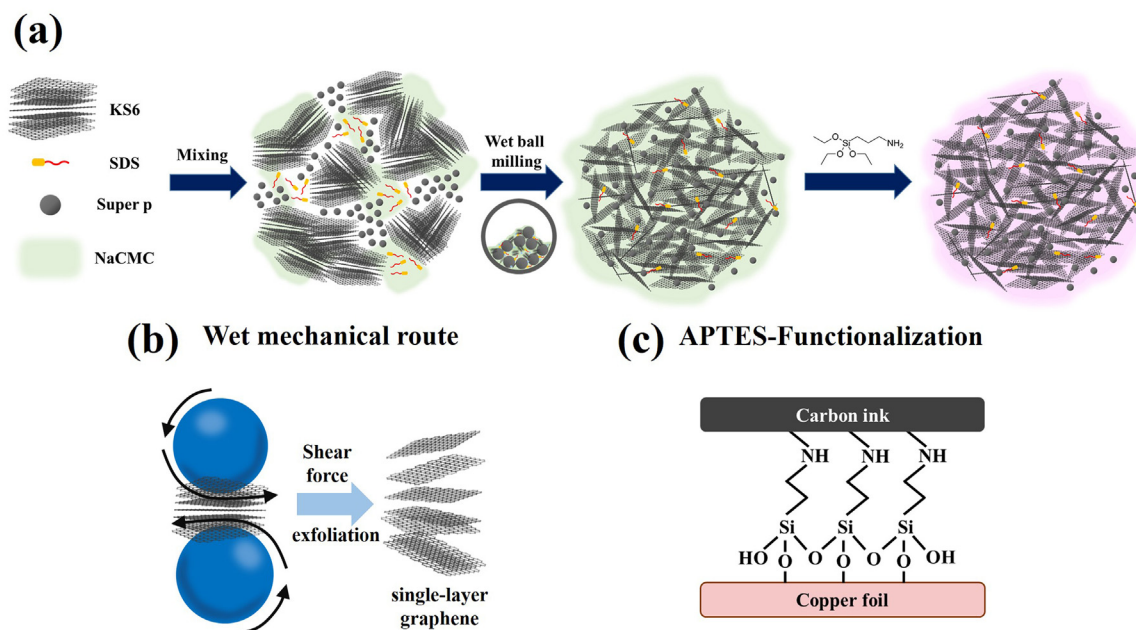 (a)
KS6
SDS
Super p
NaCMC
Mixing
Wet ball
milling
O
Si
NH₂
O
O
(b)
Wet mechanical route
Shear
force
exfoliation
single-layer
graphene
(c)
APTES-Functionalization
Carbon ink
NH NH NH
Si Si Si
HO O O OH
O O O
Copper foil